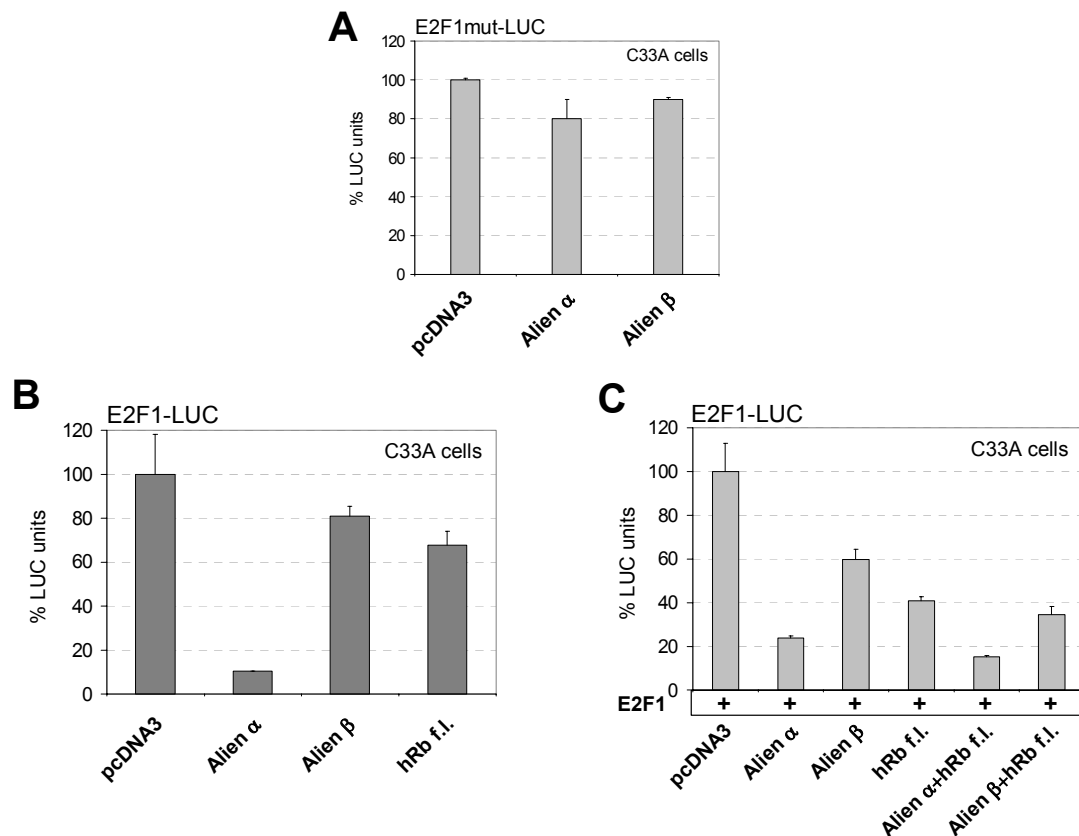 A
E2F1mut-LUC
C33A cells
% LUC units
120
100
80
60
40
20
0
pcDNA3
Alien α
Alien β
B
E2F1-LUC
C33A cells
% LUC units
120
100
80
60
40
20
0
pcDNA3
Alien α
Alien β
hRb f.l.
C
E2F1-LUC
C33A cells
% LUC units
120
100
80
60
40
20
0
E2F1 + + + + + +
pcDNA3
Alien α
Alien β
hRb f.l.
Alien α+hRb f.l.
Alien β+hRb f.l.